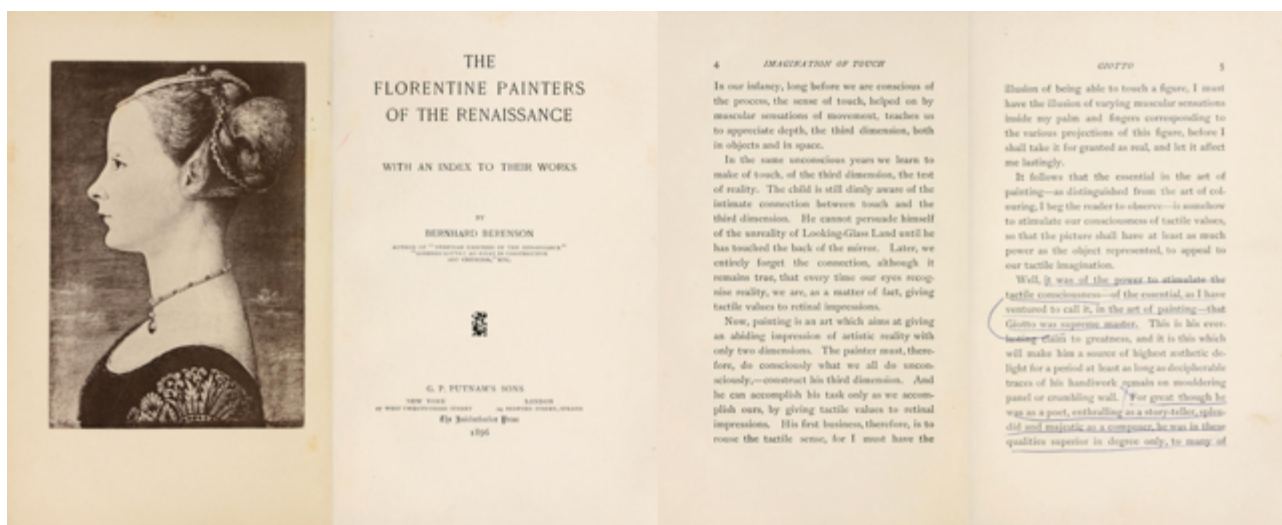 THE
FLORENTINE PAINTERS
OF THE RENAISSANCE
WITH AN INDEX TO THEIR WORKS
BY
BERNHARD BERENSON
AUTHOR OF "VENETIAN PAINTERS OF THE RENAISSANCE"
G. P. PUTNAM'S SONS
NEW YORK LONDON
27 WEST TWENTY-THIRD STREET 24 BEDFORD STREET, STRAND
The Knickerbocker Press
1896
4 IMAGINATION OF TOUCH
In our infancy, long before we are conscious of
the process, the sense of touch, helped on by
muscular sensations of movement, teaches us
to appreciate depth, the third dimension, both
in objects and in space.
In the same unconscious years we learn to
make of touch, of the third dimension, the test
of reality. The child is still dimly aware of the
intimate connection between touch and the
third dimension. He cannot persuade himself
of the unreality of Looking-Glass Land until he
has touched the back of the mirror. Later, we
entirely forget the connection, although it
remains true, that every time our eyes recog-
nise reality, we are, as a matter of fact, giving
tactile values to retinal impressions.
Now, painting is an art which aims at giving
an abiding impression of artistic reality with
only two dimensions. The painter must, there-
fore, do consciously what we all do uncon-
sciously,—construct his third dimension. And
he can accomplish his task only as we accom-
plish ours, by giving tactile values to retinal
impressions. His first business, therefore, is to
rouse the tactile sense, for I must have the
GIOTTO 5
illusion of being able to touch a figure, I must
have the illusion of varying muscular sensations
inside my palm and fingers corresponding to
the various projections of this figure, before I
shall take it for granted as real, and let it affect
me lastingly.
It follows that the essential in the art of
painting—as distinguished from the art of col-
ouring, I beg the reader to observe—is somehow
to stimulate our consciousness of tactile values,
so that the picture shall have at least as much
power as the object represented, to appeal to
our tactile imagination.
Well, it was of the power to stimulate the
tactile consciousness—of the essential, as I have
ventured to call it, in the art of painting—that
Giotto was supreme master. This is his ever-
lasting claim to greatness, and it is this which
will make him a source of highest æsthetic de-
light for a period at least as long as decipherable
traces of his handiwork remain on mouldering
panel or crumbling wall. For great though he
was as a poet, enthralling as a story-teller, splen-
did and majestic as a composer, he was in these
qualities superior in degree only, to many of